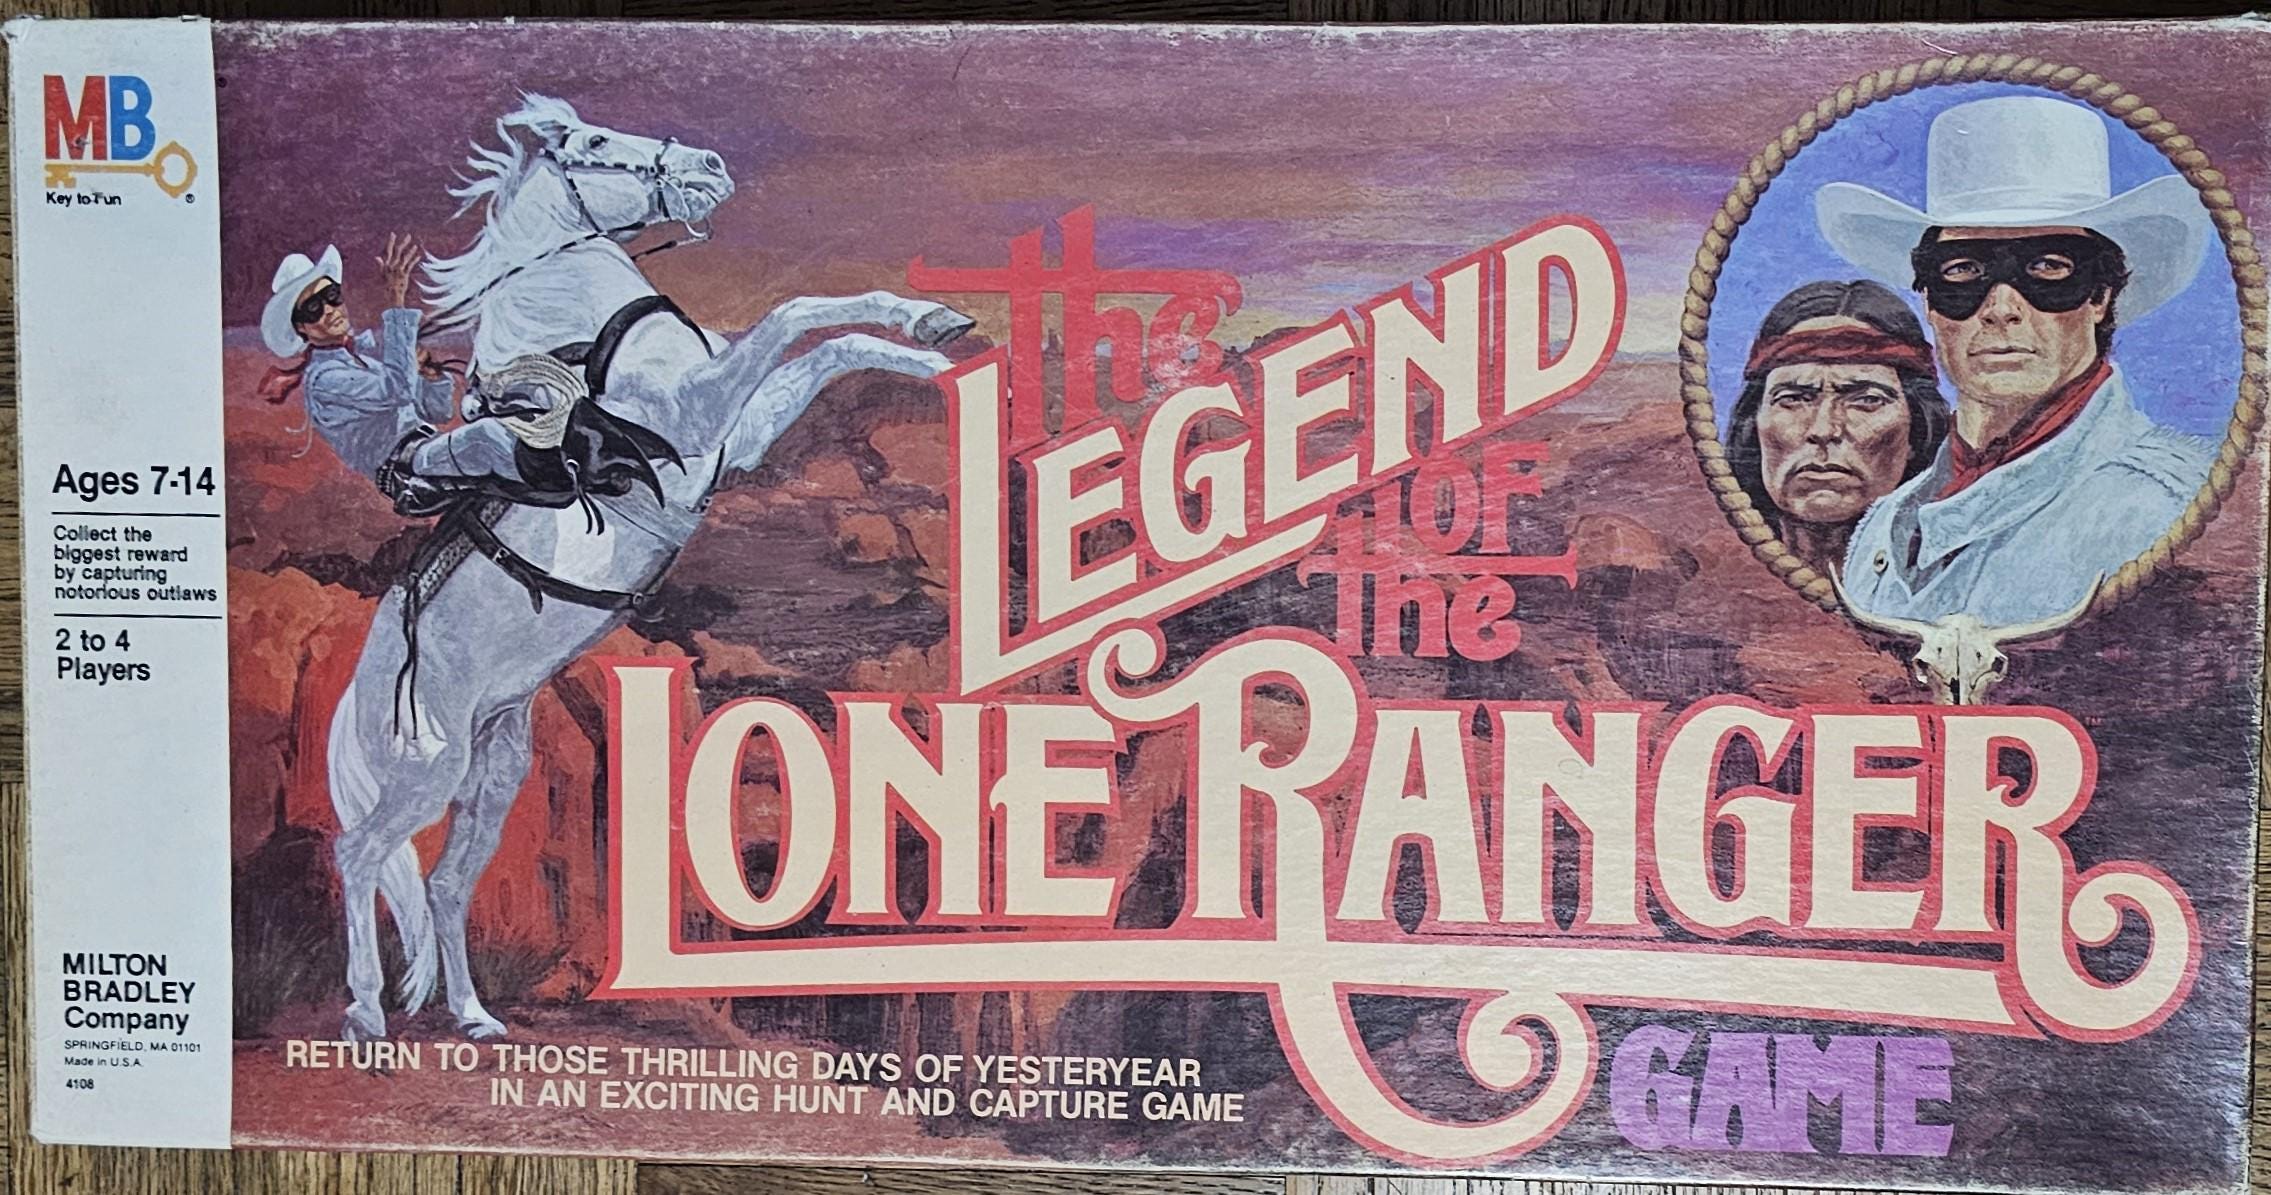 MB
Key to Fun ®
Ages 7-14
Collect the
biggest reward
by capturing
notorious outlaws
2 to 4
Players
MILTON
BRADLEY
Company
SPRINGFIELD, MA 01101
Made in U.S.A.
4108
the
LEGEND
OF
the
LONE RANGER
GAME
RETURN TO THOSE THRILLING DAYS OF YESTERYEAR
IN AN EXCITING HUNT AND CAPTURE GAME